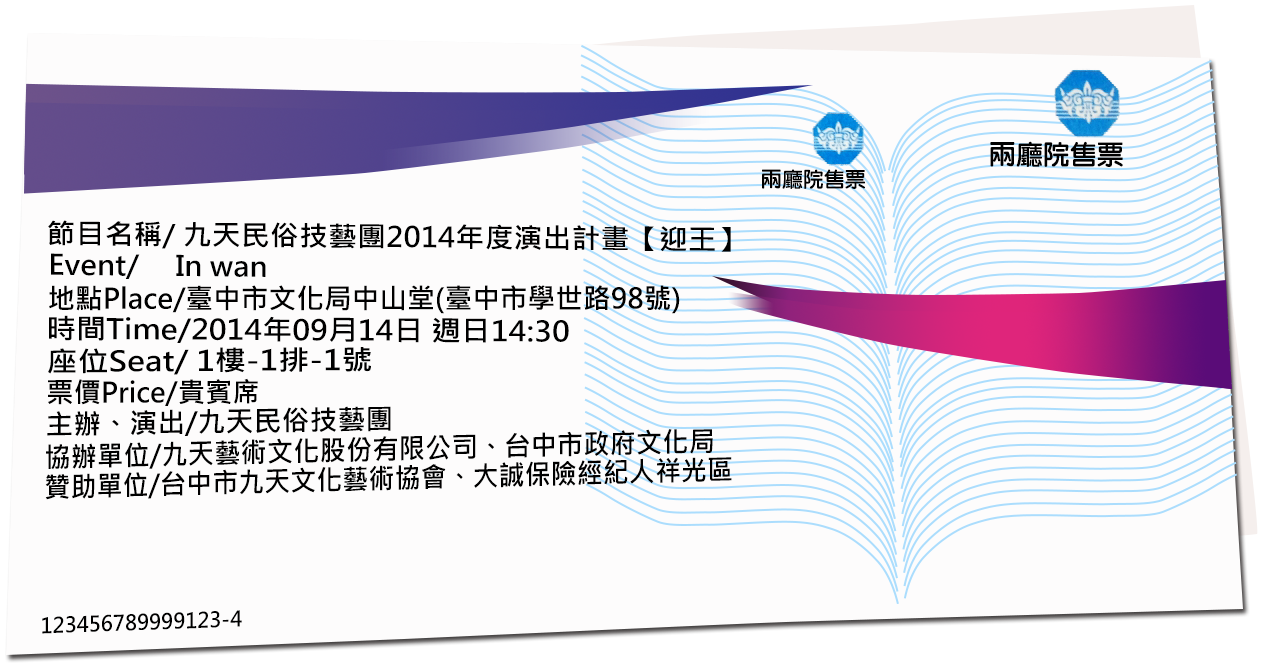 兩廳院售票
兩廳院售票
節目名稱/ 九天民俗技藝團2014年度演出計畫【迎王】
Event/ In wan
地點Place/臺中市文化局中山堂(臺中市學世路98號)
時間Time/2014年09月14日 週日14:30
座位Seat/ 1樓-1排-1號
票價Price/貴賓席
主辦、演出/九天民俗技藝團
協辦單位/九天藝術文化股份有限公司、台中市政府文化局
贊助單位/台中市九天文化藝術協會、大誠保險經紀人祥光區
123456789999123-4